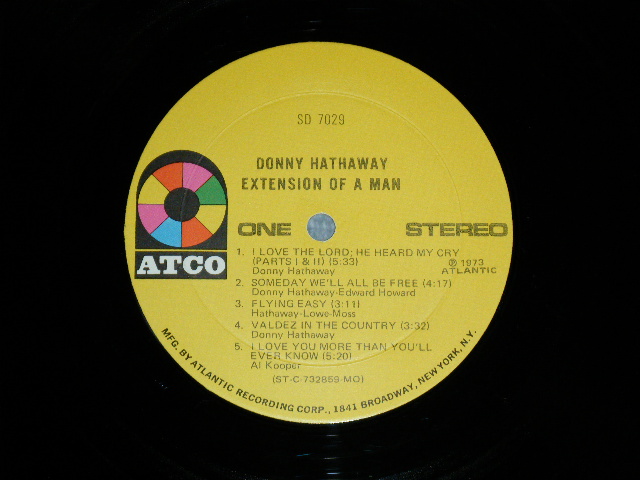 SD 7029
DONNY HATHAWAY
EXTENSION OF A MAN
ONE
STEREO
ATCO
1. I LOVE THE LORD; HE HEARD MY CRY
(PARTS I & II) (5:33)
Donny Hathaway
2. SOMEDAY WE'LL ALL BE FREE (4:17)
Donny Hathaway-Edward Howard
3. FLYING EASY (3:11)
Hathaway-Lowe-Moss
4. VALDEZ IN THE COUNTRY (3:32)
Donny Hathaway
5. I LOVE YOU MORE THAN YOU'LL
EVER KNOW (5:20)
Al Kooper
(ST-C-732859-MO)
℗ 1973
ATLANTIC
MFG. BY ATLANTIC RECORDING CORP., 1841 BROADWAY, NEW YORK, N.Y.